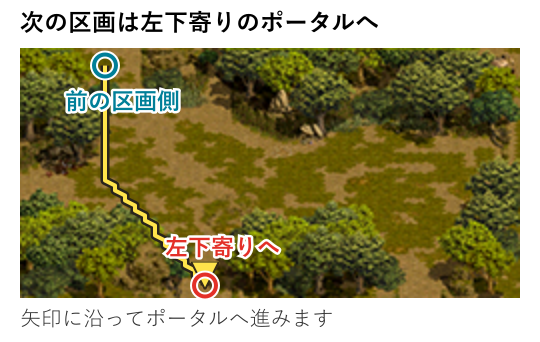 次の区画は左下寄りのポータルへ
前の区画側
左下寄りへ
矢印に沿ってポータルへ進みます